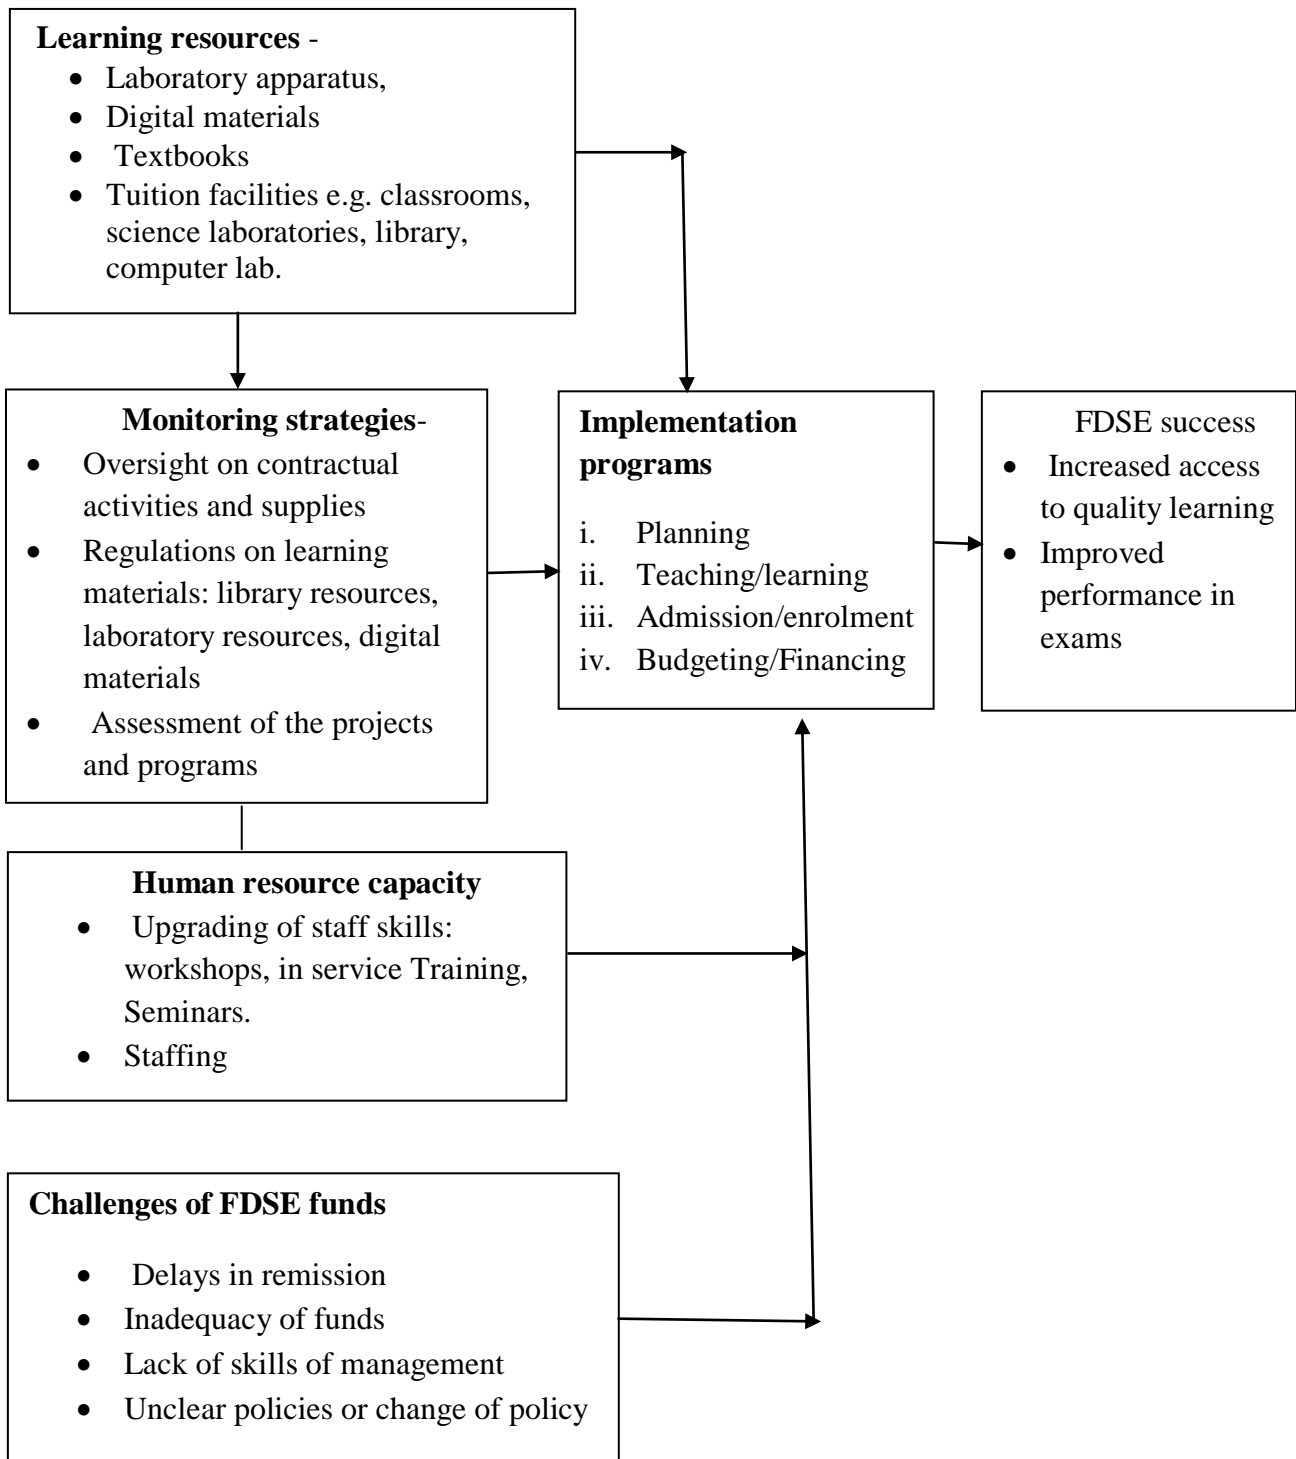 Learning resources -
• Laboratory apparatus,
• Digital materials
• Textbooks
• Tuition facilities e.g. classrooms,
science laboratories, library,
computer lab.
Monitoring strategies-
• Oversight on contractual
activities and supplies
• Regulations on learning
materials: library resources,
laboratory resources, digital
materials
• Assessment of the projects
and programs
Implementation
programs
i. Planning
ii. Teaching/learning
iii. Admission/enrolment
iv. Budgeting/Financing
FDSE success
• Increased access
to quality learning
• Improved
performance in
exams
Human resource capacity
• Upgrading of staff skills:
workshops, in service Training,
Seminars.
• Staffing
Challenges of FDSE funds
• Delays in remission
• Inadequacy of funds
• Lack of skills of management
• Unclear policies or change of policy